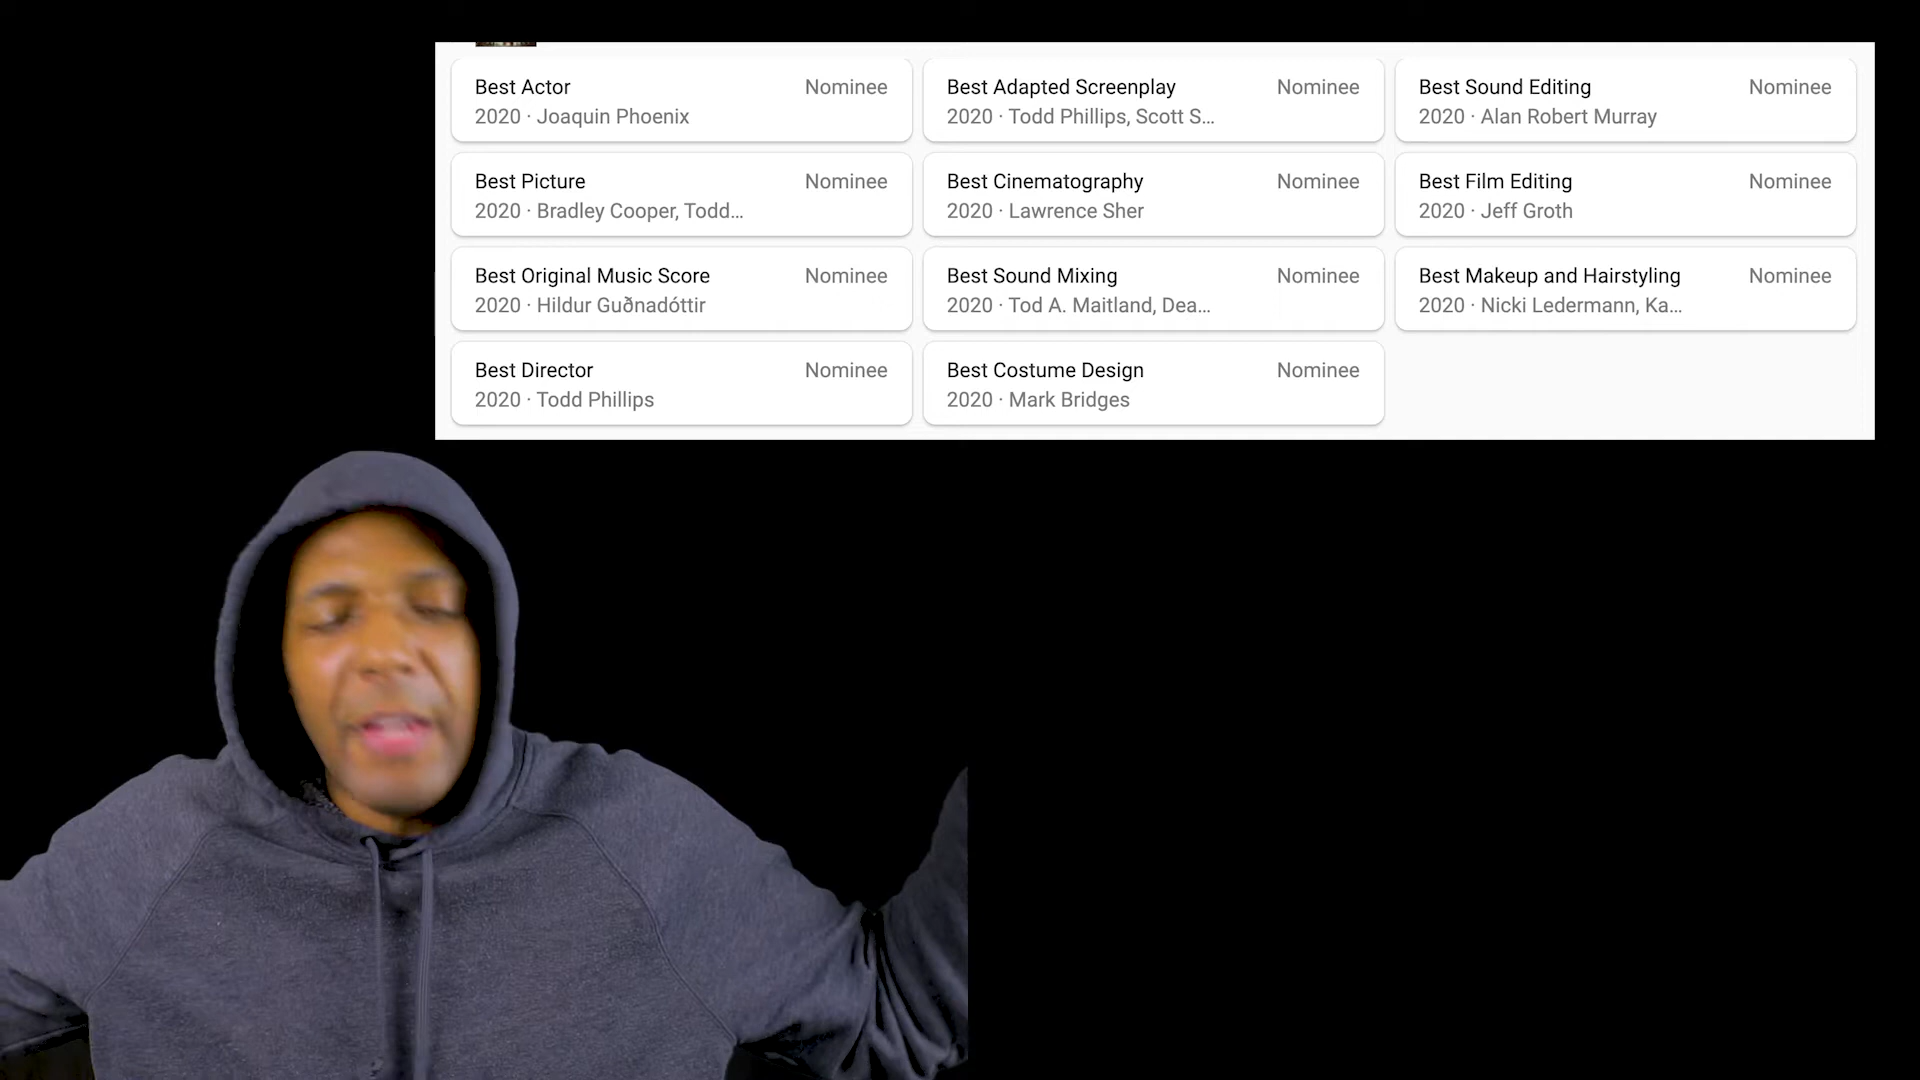 Best Actor Nominee
2020 · Joaquin Phoenix
Best Adapted Screenplay Nominee
2020 · Todd Phillips, Scott S...
Best Sound Editing Nominee
2020 · Alan Robert Murray
Best Picture Nominee
2020 · Bradley Cooper, Todd...
Best Cinematography Nominee
2020 · Lawrence Sher
Best Film Editing Nominee
2020 · Jeff Groth
Best Original Music Score Nominee
2020 · Hildur Guðnadóttir
Best Sound Mixing Nominee
2020 · Tod A. Maitland, Dea...
Best Makeup and Hairstyling Nominee
2020 · Nicki Ledermann, Ka...
Best Director Nominee
2020 · Todd Phillips
Best Costume Design Nominee
2020 · Mark Bridges